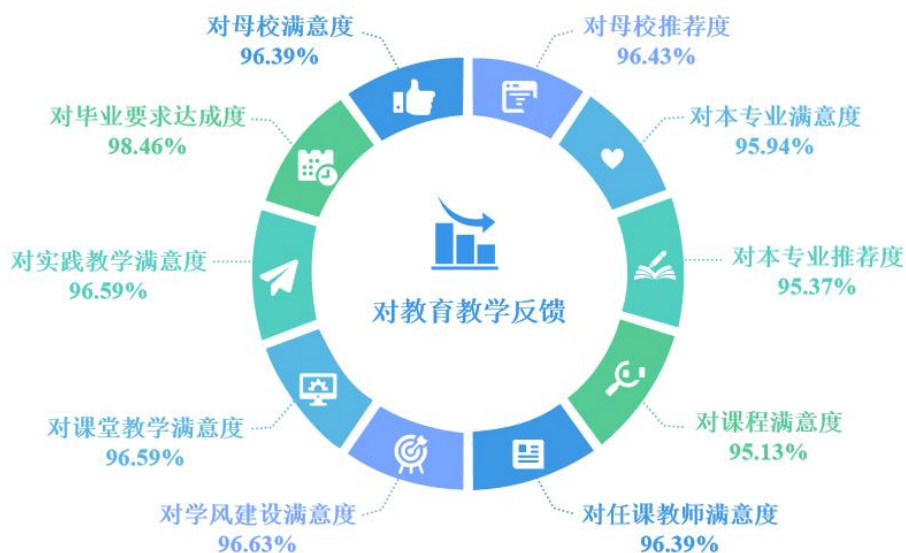 对母校满意度
96.39%
对母校推荐度
96.43%
对毕业要求达成度
98.46%
对本专业满意度
95.94%
对实践教学满意度
96.59%
对本专业推荐度
95.37%
对教育教学反馈
对课堂教学满意度
96.59%
对课程满意度
95.13%
对学风建设满意度
96.63%
对任课教师满意度
96.39%